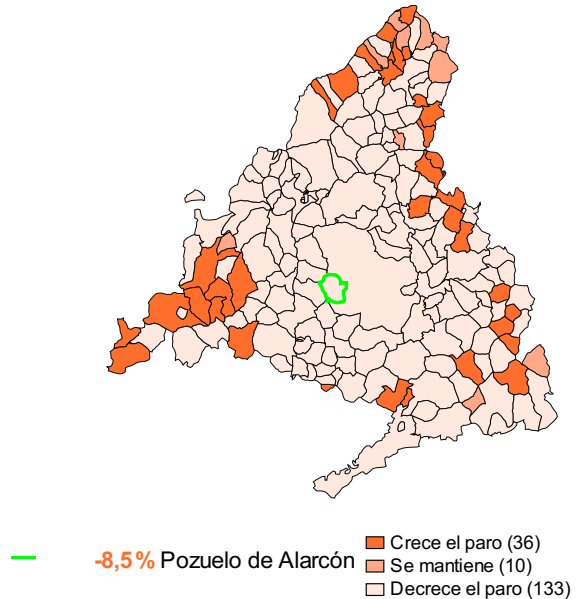 -8,5% Pozuelo de Alarcón
Crece el paro (36)
Se mantiene (10)
Decrece el paro (133)